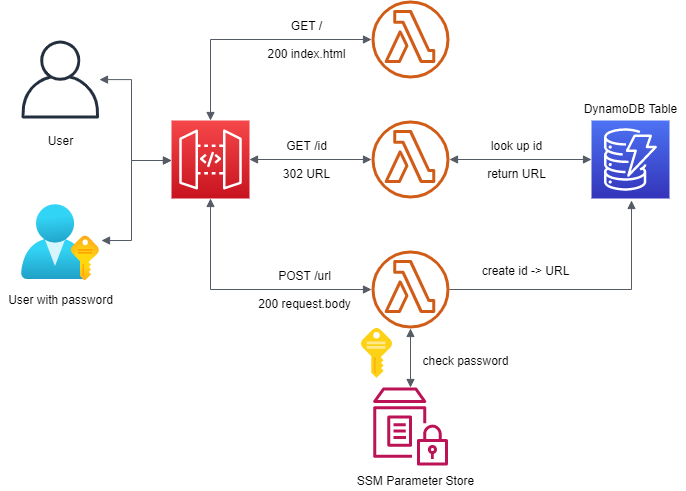 GET /
200 index.html
DynamoDB Table
User
GET /id
302 URL
look up id
return URL
User with password
POST /url
200 request.body
create id -> URL
check password
SSM Parameter Store